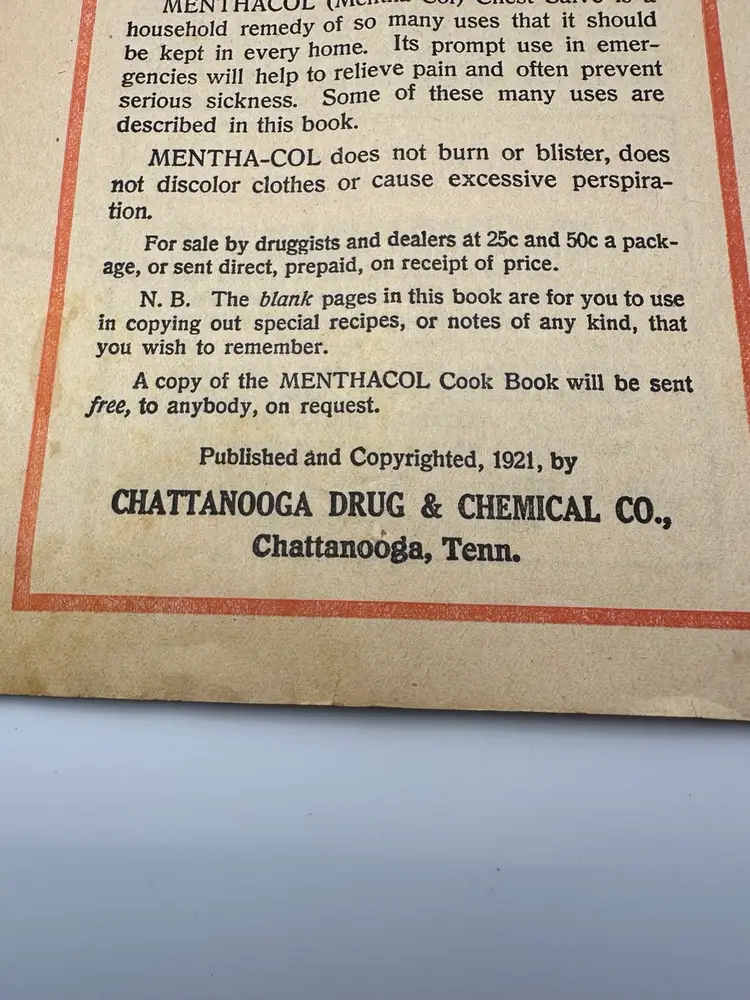 MENTHACOL (Mentha-Col) Chest Salve is a
household remedy of so many uses that it should
be kept in every home. Its prompt use in emer-
gencies will help to relieve pain and often prevent
serious sickness. Some of these many uses are
described in this book.
MENTHA-COL does not burn or blister, does
not discolor clothes or cause excessive perspira-
tion.
For sale by druggists and dealers at 25c and 50c a pack-
age, or sent direct, prepaid, on receipt of price.
N. B. The blank pages in this book are for you to use
in copying out special recipes, or notes of any kind, that
you wish to remember.
A copy of the MENTHACOL Cook Book will be sent
free, to anybody, on request.
Published and Copyrighted, 1921, by
CHATTANOOGA DRUG & CHEMICAL CO.,
Chattanooga, Tenn.